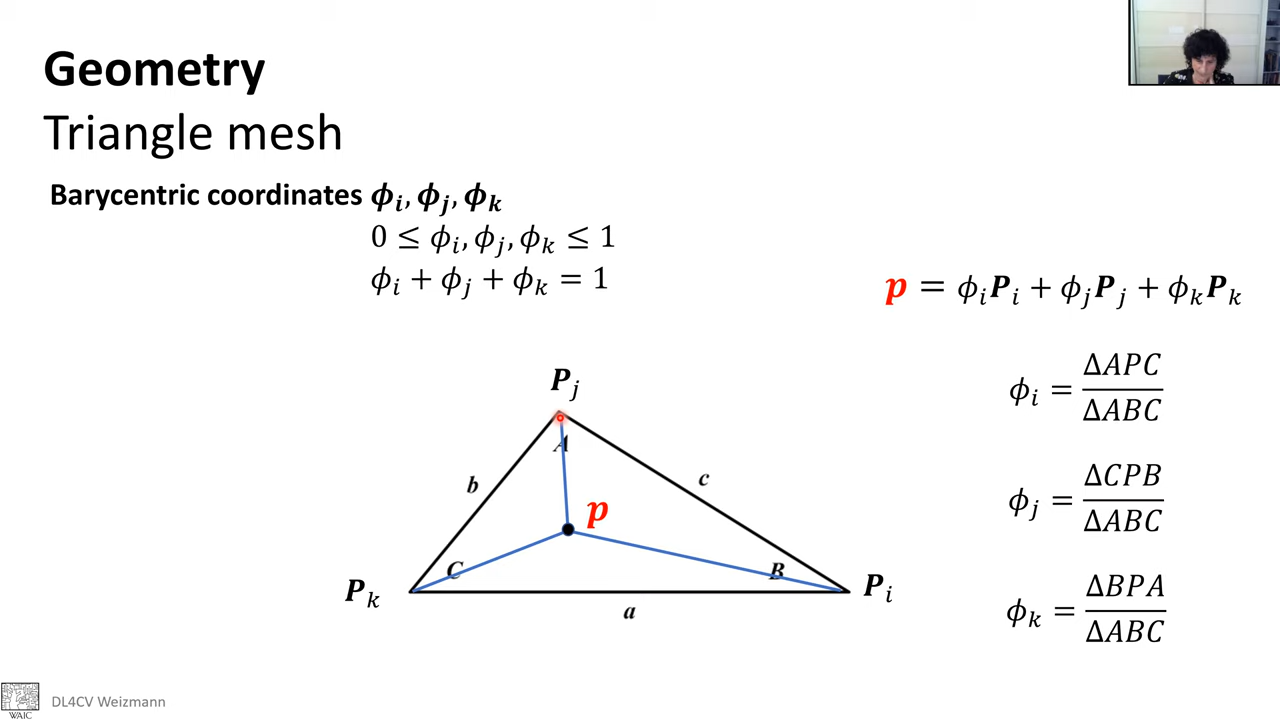 Geometry
Triangle mesh
Barycentric coordinates ϕᵢ, ϕⱼ, ϕₖ
0 ≤ ϕᵢ, ϕⱼ, ϕₖ ≤ 1
ϕᵢ + ϕⱼ + ϕₖ = 1
p = ϕᵢPᵢ + ϕⱼPⱼ + ϕₖPₖ
ϕᵢ = ΔAPC / ΔABC
ϕⱼ = ΔCPB / ΔABC
ϕₖ = ΔBPA / ΔABC
Pⱼ
A
b
c
p
C
B
Pₖ
Pᵢ
a
WAIC
DL4CV Weizmann